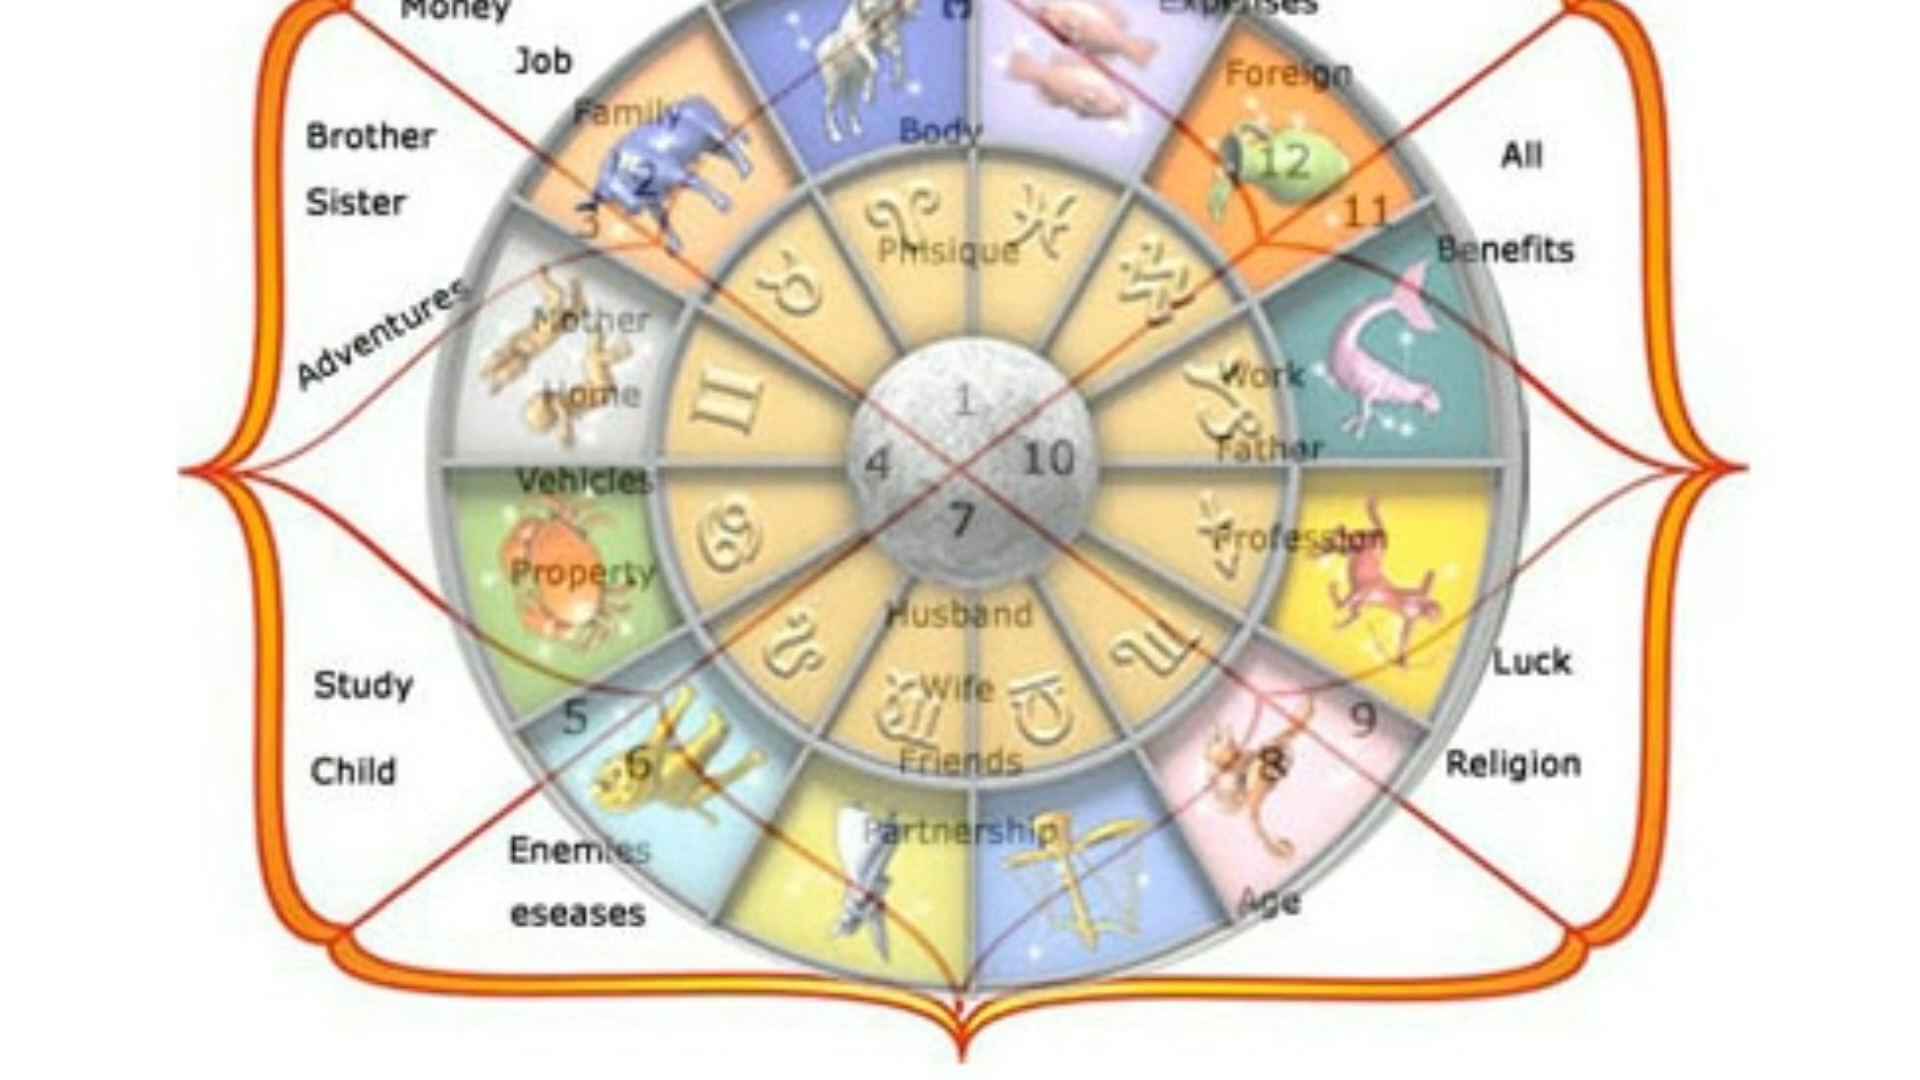 Money
Expenses
Job
Family
Foreign
Brother
Body
All
12
2
Sister
3
11
Phisique
Benefits
Adventures
Mother
Work
Home
1
Father
4
10
Vehicles
7
Profession
Property
Husband
Luck
Study
Wife
5
9
Child
6
Friends
8
Religion
Partnership
Enemies
Age
eseases